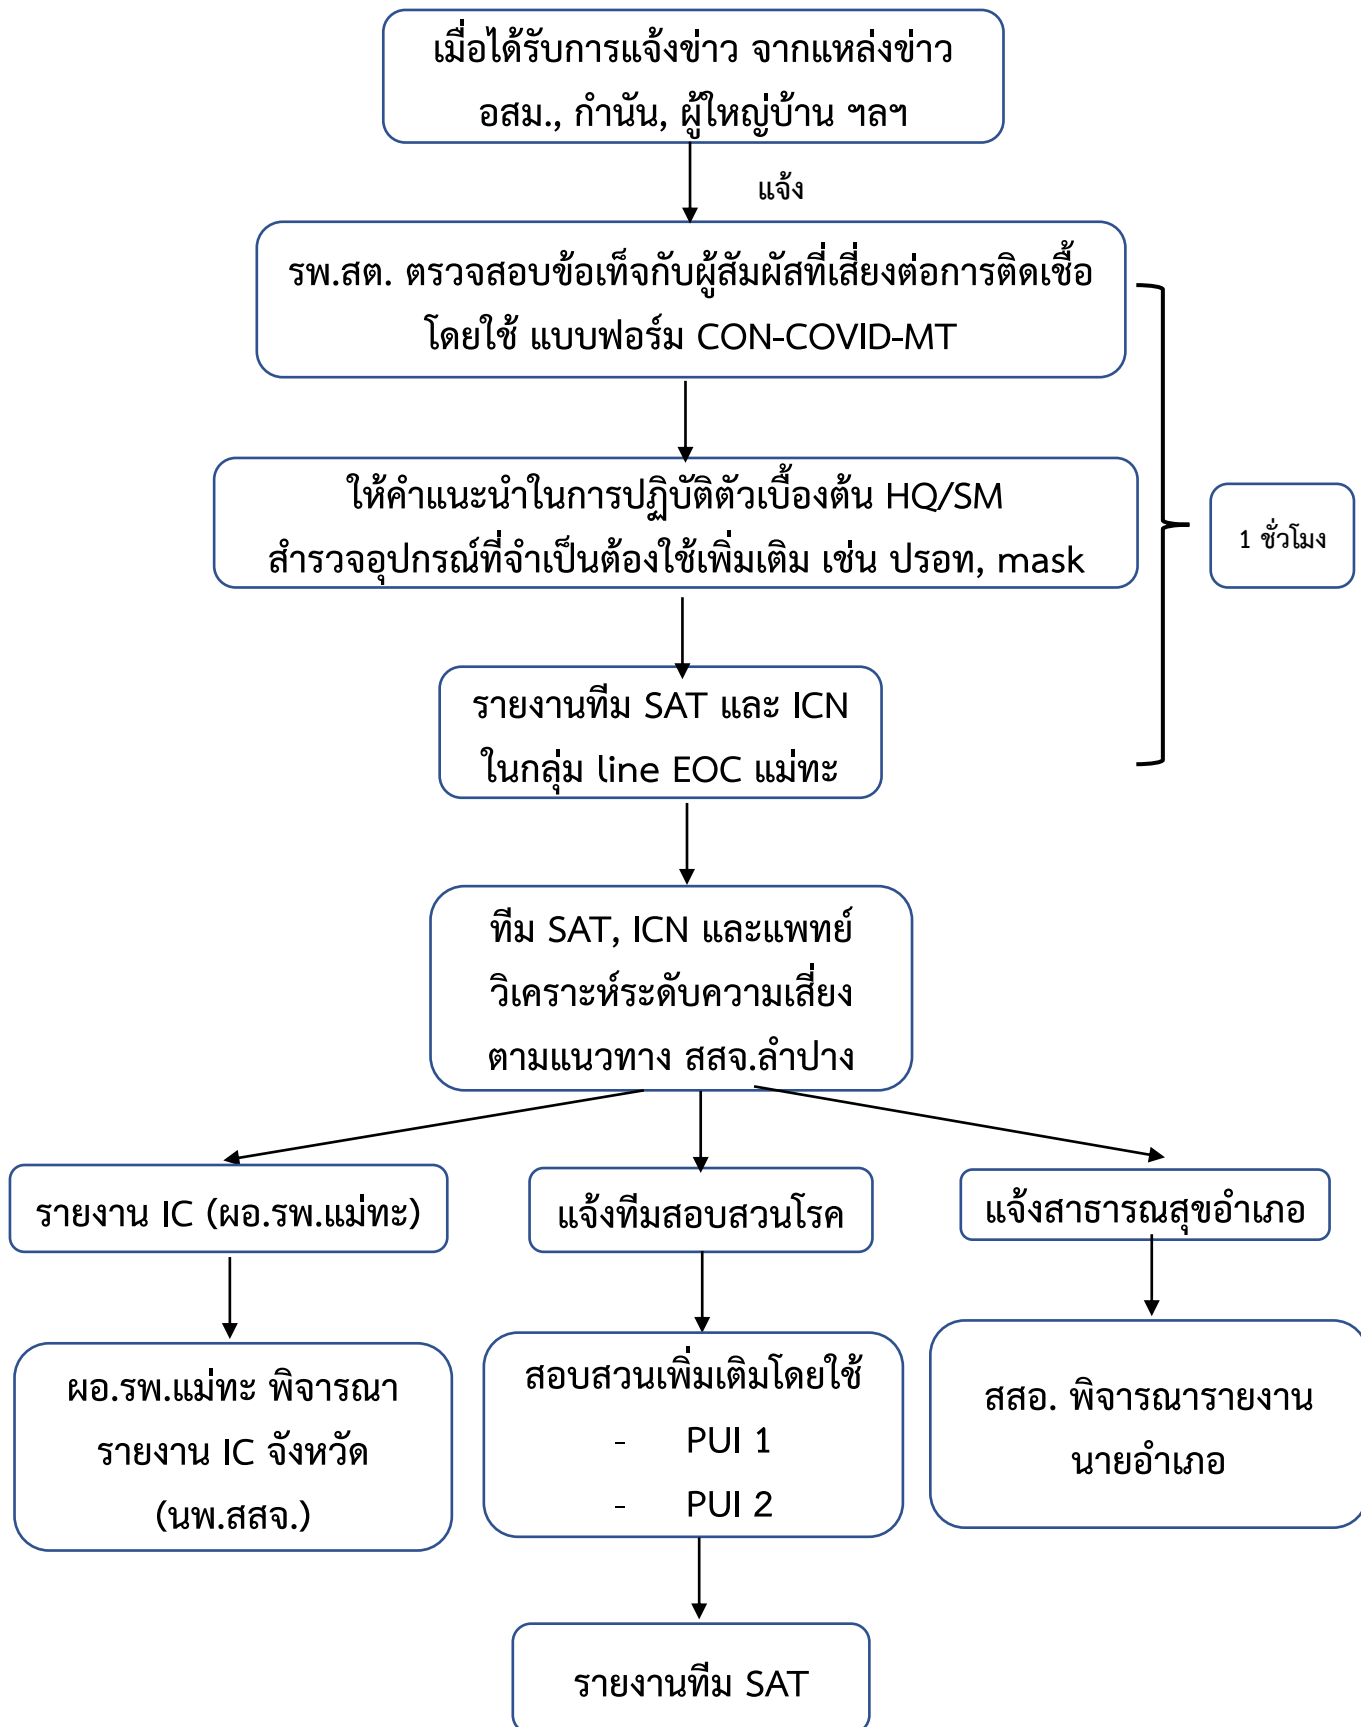 เมื่อได้รับการแจ้งข่าว จากแหล่งข่าว
อสม., กำนัน, ผู้ใหญ่บ้าน ฯลฯ
แจ้ง
รพ.สต. ตรวจสอบข้อเท็จกับผู้สัมผัสที่เสี่ยงต่อการติดเชื้อ
โดยใช้ แบบฟอร์ม CON-COVID-MT
ให้คำแนะนำในการปฏิบัติตัวเบื้องต้น HQ/SM
สำรวจอุปกรณ์ที่จำเป็นต้องใช้เพิ่มเติม เช่น ปรอท, mask
1 ชั่วโมง
รายงานทีม SAT และ ICN
ในกลุ่ม line EOC แม่ทะ
ทีม SAT, ICN และแพทย์
วิเคราะห์ระดับความเสี่ยง
ตามแนวทาง สสจ.ลำปาง
รายงาน IC (ผอ.รพ.แม่ทะ)
แจ้งทีมสอบสวนโรค
แจ้งสาธารณสุขอำเภอ
ผอ.รพ.แม่ทะ พิจารณา
รายงาน IC จังหวัด
(นพ.สสจ.)
สอบสวนเพิ่มเติมโดยใช้
- PUI 1
- PUI 2
สสอ. พิจารณารายงาน
นายอำเภอ
รายงานทีม SAT